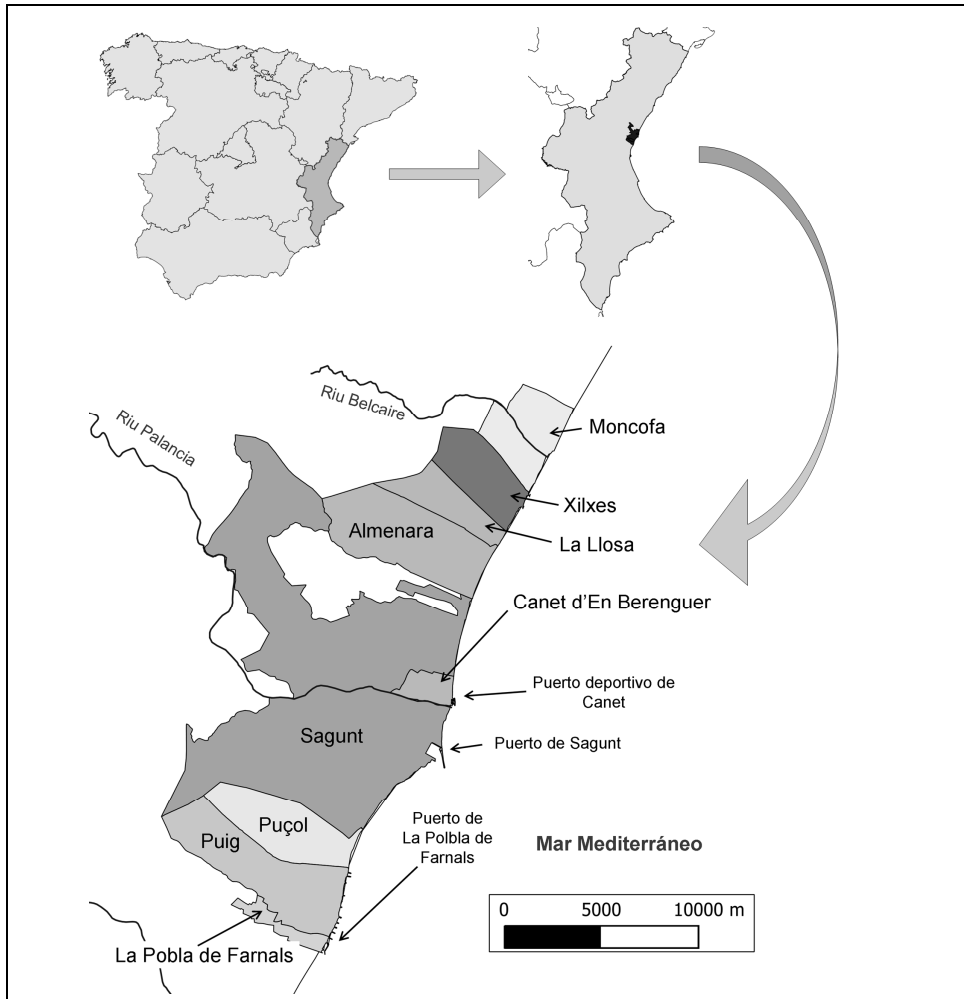 Riu Belcaire
Riu Palancia
Moncofa
Xilxes
Almenara
La Llosa
Canet d'En Berenguer
Puerto deportivo de
Canet
Sagunt
Puerto de Sagunt
Puçol
Puig
Puerto de
La Polbla de
Farnals
Mar Mediterráneo
0 5000 10000 m
La Pobla de Farnals